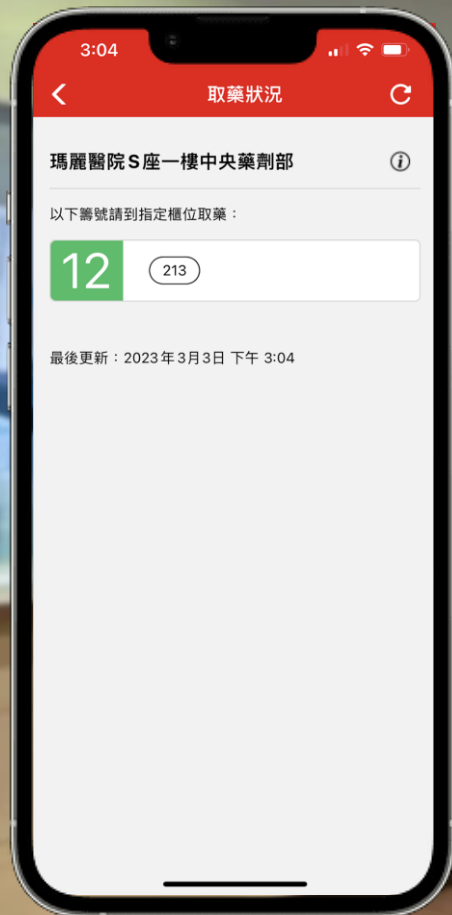 3:04
取藥狀況
瑪麗醫院S座一樓中央藥劑部
以下籌號請到指定櫃位取藥：
12 213
最後更新：2023年3月3日 下午 3:04